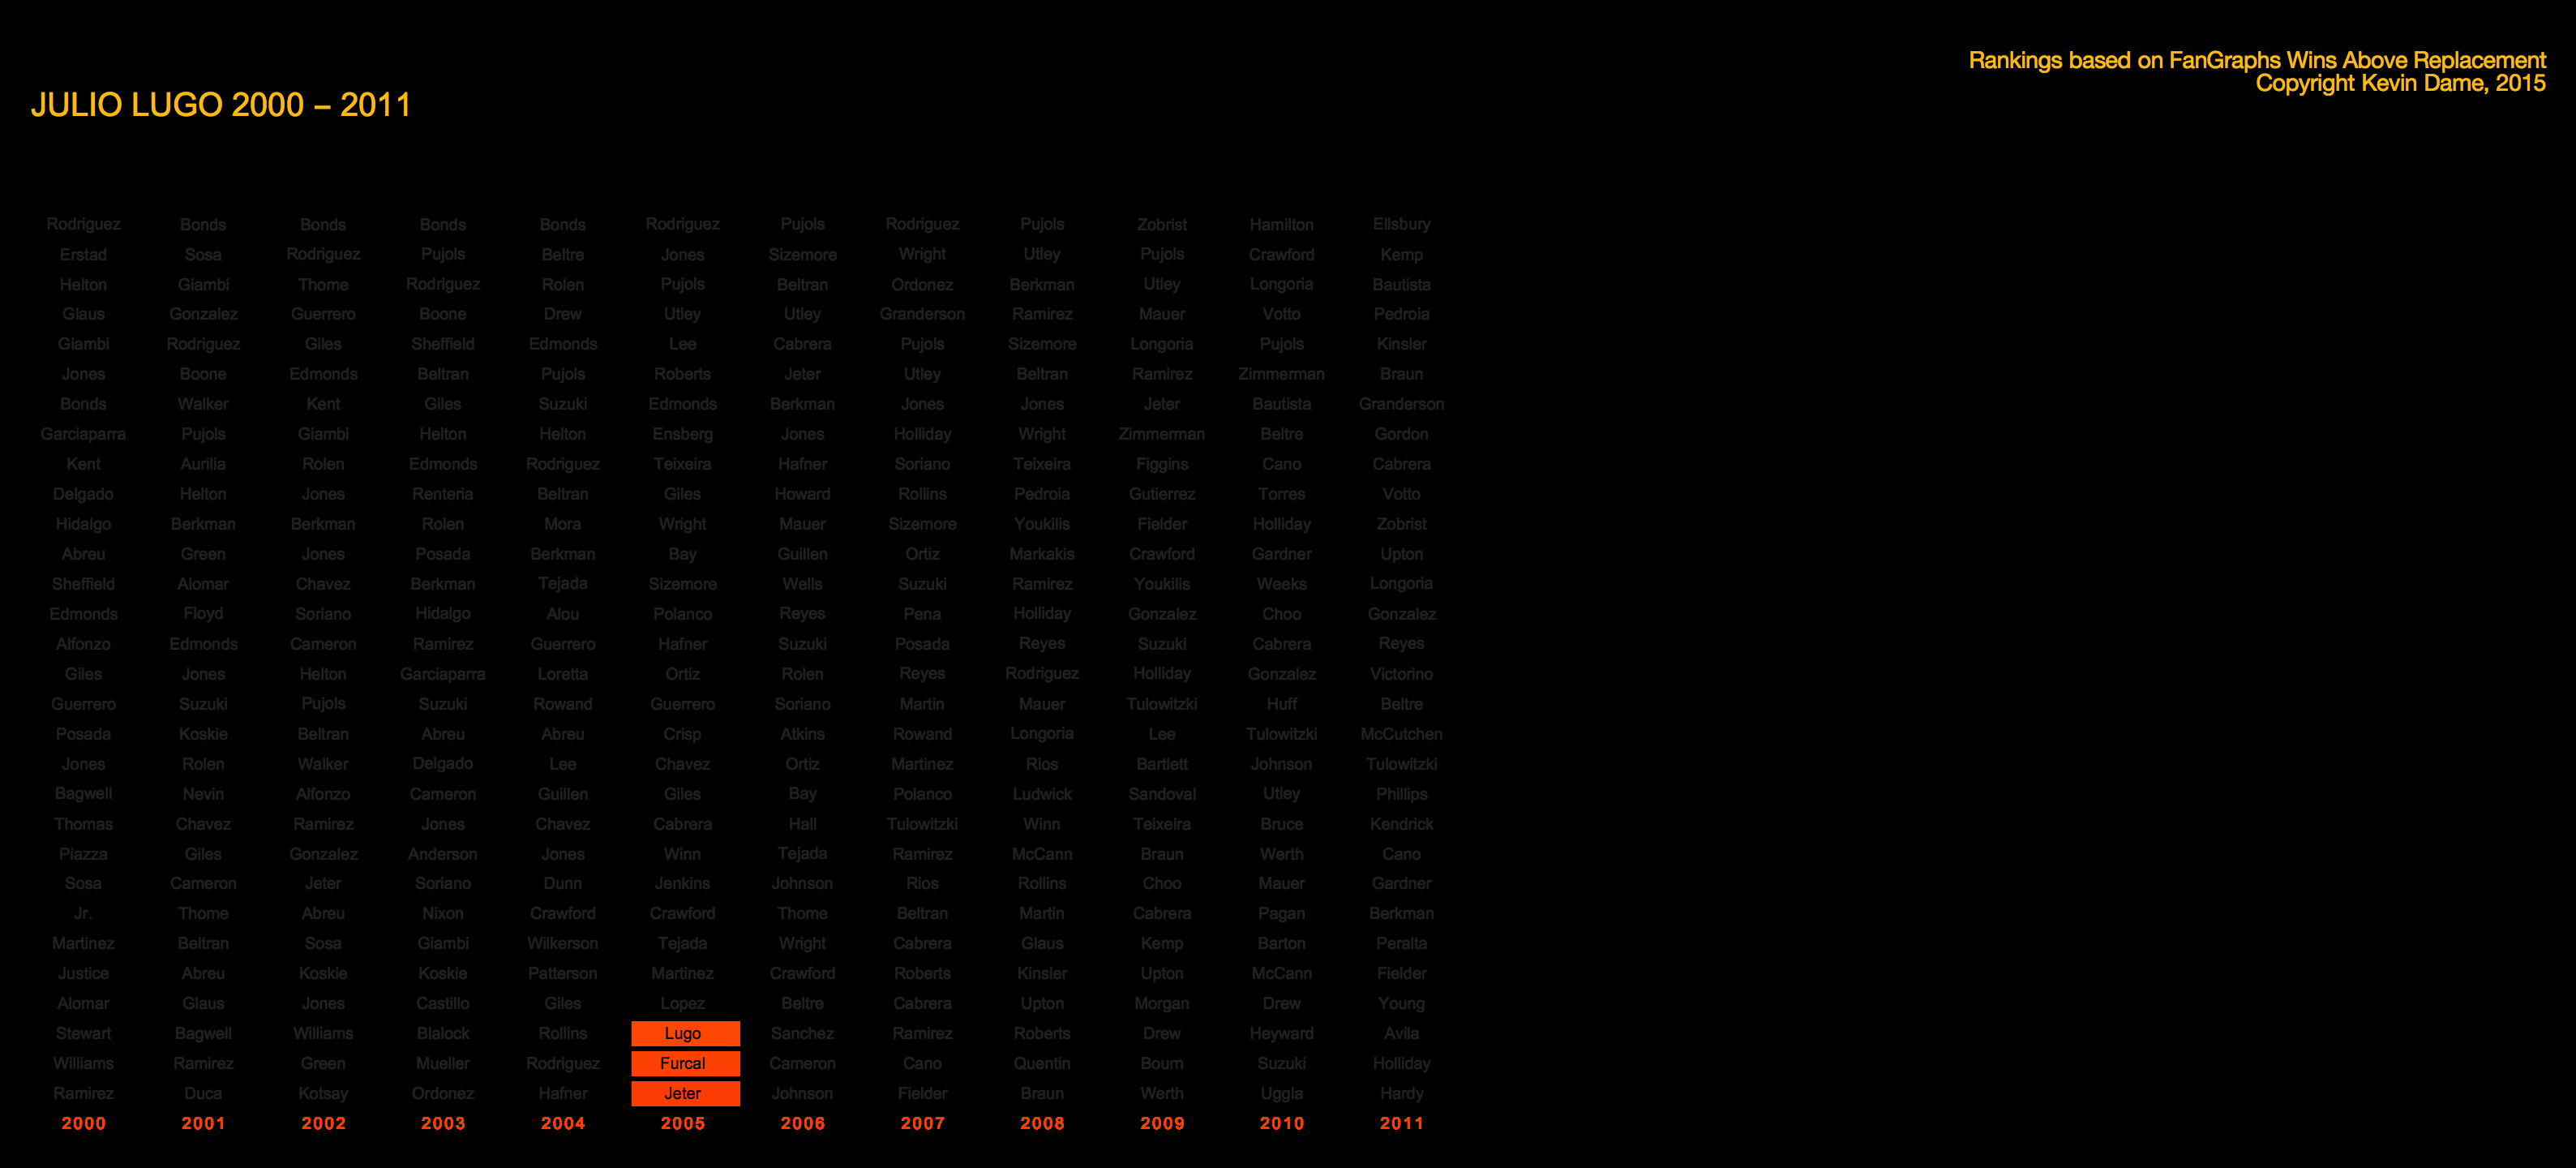 Rankings based on FanGraphs Wins Above Replacement
Copyright Kevin Dame, 2015
JULIO LUGO 2000 – 2011
Rodriguez Bonds Bonds Bonds Bonds Rodriguez Pujols Rodriguez Pujols Zobrist Hamilton Ellsbury
Erstad Sosa Rodriguez Pujols Beltre Jones Sizemore Wright Utley Pujols Crawford Kemp
Helton Giambi Thome Rodriguez Rolen Pujols Beltran Ordonez Berkman Utley Longoria Bautista
Glaus Gonzalez Guerrero Boone Drew Utley Utley Granderson Ramirez Mauer Votto Pedroia
Giambi Rodriguez Giles Sheffield Edmonds Lee Cabrera Pujols Sizemore Longoria Pujols Kinsler
Jones Boone Edmonds Beltran Pujols Roberts Jeter Utley Beltran Ramirez Zimmerman Braun
Bonds Walker Kent Giles Suzuki Edmonds Berkman Jones Jones Jeter Bautista Granderson
Garciaparra Pujols Giambi Helton Helton Ensberg Jones Holliday Wright Zimmerman Beltre Gordon
Kent Aurilia Rolen Edmonds Rodriguez Teixeira Hafner Soriano Teixeira Figgins Cano Cabrera
Delgado Helton Jones Renteria Beltran Giles Howard Rollins Pedroia Gutierrez Torres Votto
Hidalgo Berkman Berkman Rolen Mora Wright Mauer Sizemore Youkilis Fielder Holliday Zobrist
Abreu Green Jones Posada Berkman Bay Guillen Ortiz Markakis Crawford Gardner Upton
Sheffield Alomar Chavez Berkman Tejada Sizemore Wells Suzuki Ramirez Youkilis Weeks Longoria
Edmonds Floyd Soriano Hidalgo Alou Polanco Reyes Pena Holliday Gonzalez Choo Gonzalez
Alfonzo Edmonds Cameron Ramirez Guerrero Hafner Suzuki Posada Reyes Suzuki Cabrera Reyes
Giles Jones Helton Garciaparra Loretta Ortiz Rolen Reyes Rodriguez Holliday Gonzalez Victorino
Guerrero Suzuki Pujols Suzuki Rowand Guerrero Soriano Martin Mauer Tulowitzki Huff Beltre
Posada Koskie Beltran Abreu Abreu Crisp Atkins Rowand Longoria Lee Tulowitzki McCutchen
Jones Rolen Walker Delgado Lee Chavez Ortiz Martinez Rios Bartlett Johnson Tulowitzki
Bagwell Nevin Alfonzo Cameron Guillen Giles Bay Polanco Ludwick Sandoval Utley Phillips
Thomas Chavez Ramirez Jones Chavez Cabrera Hall Tulowitzki Winn Teixeira Bruce Kendrick
Piazza Giles Gonzalez Anderson Jones Winn Tejada Ramirez McCann Braun Werth Cano
Sosa Cameron Jeter Soriano Dunn Jenkins Johnson Rios Rollins Choo Mauer Gardner
Jr. Thome Abreu Nixon Crawford Crawford Thome Beltran Martin Cabrera Pagan Berkman
Martinez Beltran Sosa Giambi Wilkerson Tejada Wright Cabrera Glaus Kemp Barton Peralta
Justice Abreu Koskie Koskie Patterson Martinez Crawford Roberts Kinsler Upton McCann Fielder
Alomar Glaus Jones Castillo Giles Lopez Beltre Cabrera Upton Morgan Drew Young
Stewart Bagwell Williams Blalock Rollins Lugo Sanchez Ramirez Roberts Drew Heyward Avila
Williams Ramirez Green Mueller Rodriguez Furcal Cameron Cano Quentin Bourn Suzuki Holliday
Ramirez Duca Kotsay Ordonez Hafner Jeter Johnson Fielder Braun Werth Uggla Hardy
2000 2001 2002 2003 2004 2005 2006 2007 2008 2009 2010 2011